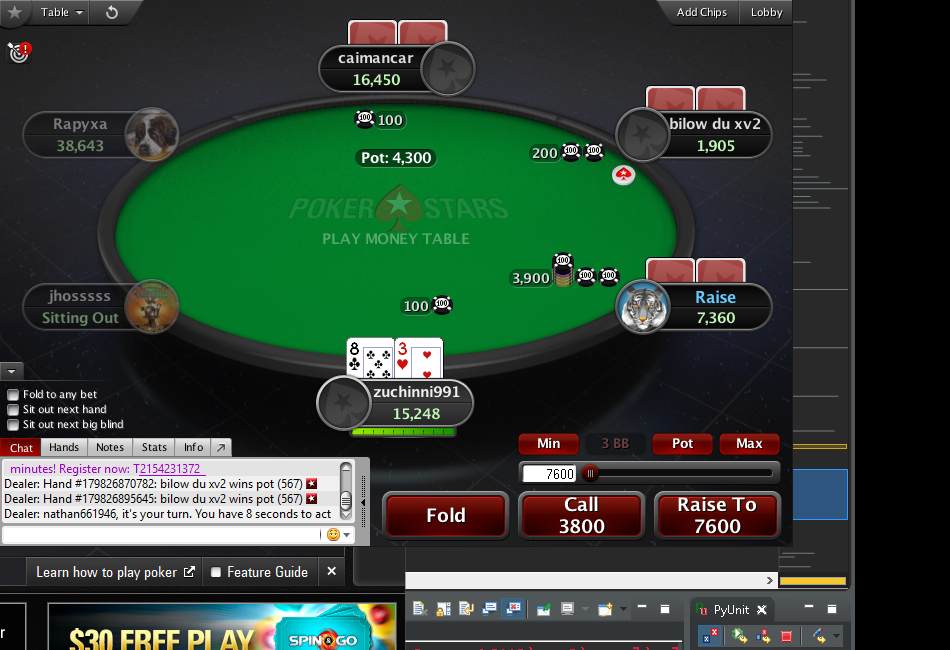 Table
Add Chips
Lobby
caimancar
16,450
Rapyxa
38,643
bilow du xv2
1,905
100
Pot: 4,300
200
POKER STARS
PLAY MONEY TABLE
3,900
100
jhosssss
Sitting Out
Raise
7,360
8
3
zuchinni991
15,248
Fold to any bet
Sit out next hand
Sit out next big blind
Min
3 BB
Pot
Max
7600
Chat
Hands
Notes
Stats
Info
minutes! Register now: T2154231372
Dealer: Hand #179826870782: bilow du xv2 wins pot (567)
Dealer: Hand #179826895645: bilow du xv2 wins pot (567)
Dealer: nathan661946, it's your turn. You have 8 seconds to act
Fold
Call
3800
Raise To
7600
Learn how to play poker
Feature Guide
PyUnit
$30 FREE PLAY
SPIN&GO